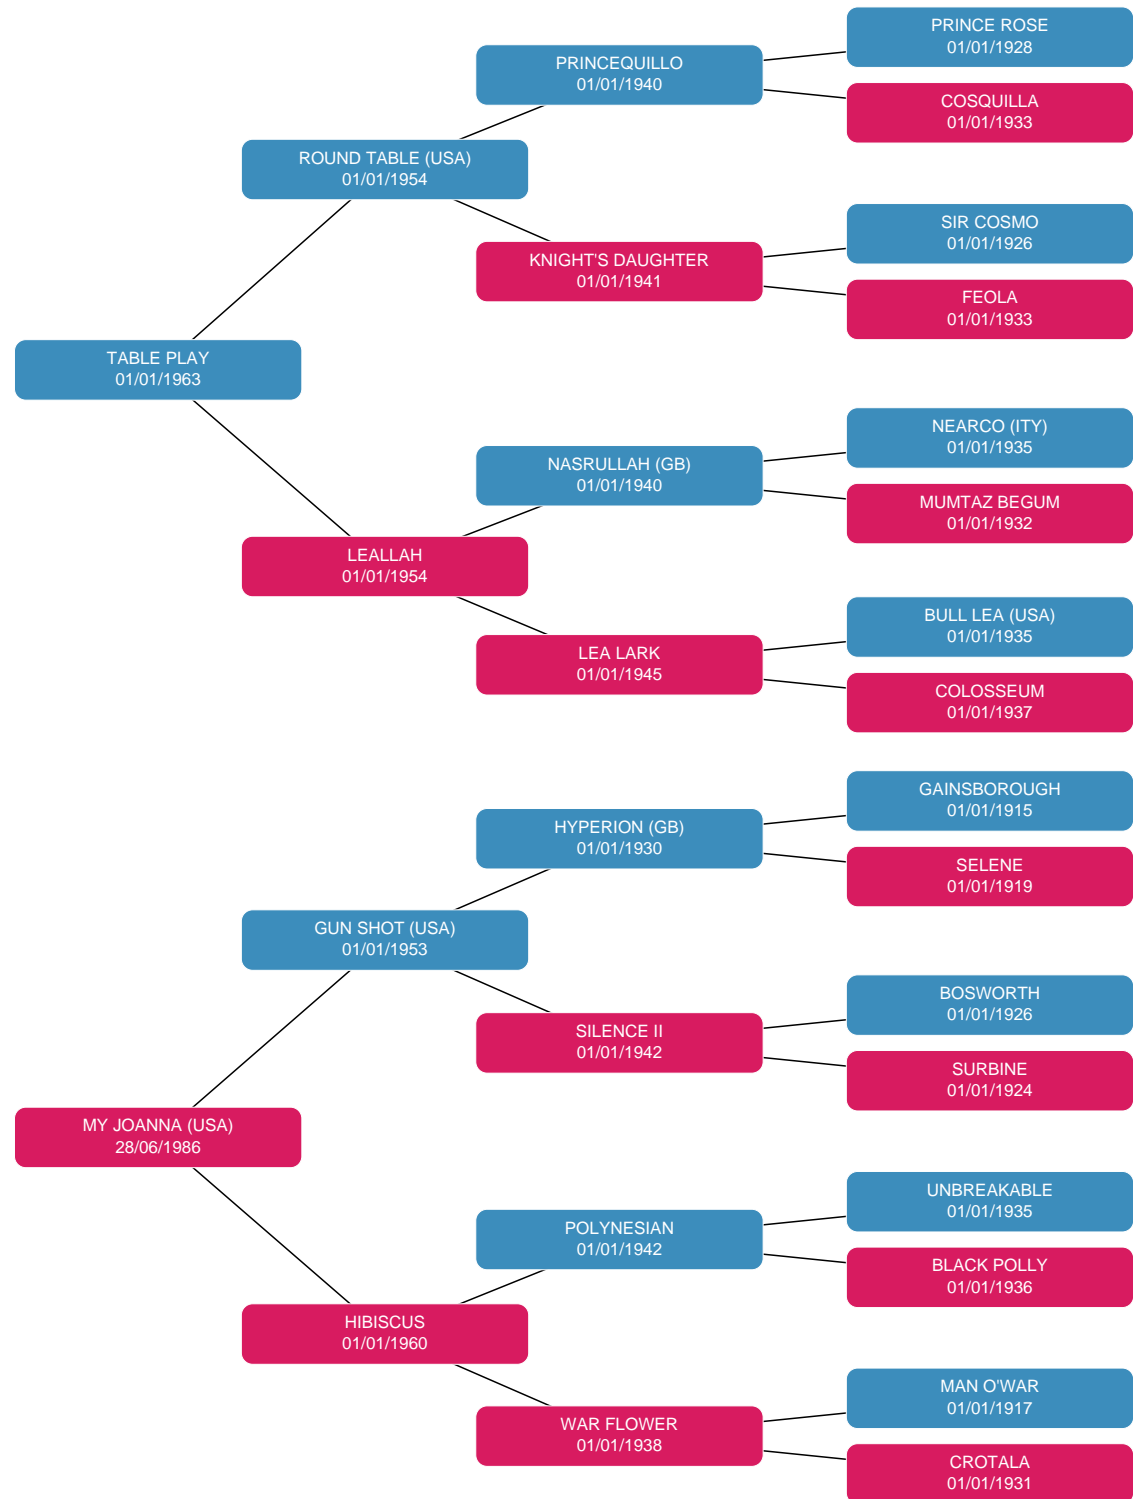 PRINCE ROSE
01/01/1928
PRINCEQUILLO
01/01/1940
COSQUILLA
01/01/1933
ROUND TABLE (USA)
01/01/1954
SIR COSMO
01/01/1926
KNIGHT'S DAUGHTER
01/01/1941
FEOLA
01/01/1933
TABLE PLAY
01/01/1963
NEARCO (ITY)
01/01/1935
NASRULLAH (GB)
01/01/1940
MUMTAZ BEGUM
01/01/1932
LEALLAH
01/01/1954
BULL LEA (USA)
01/01/1935
LEA LARK
01/01/1945
COLOSSEUM
01/01/1937
GAINSBOROUGH
01/01/1915
HYPERION (GB)
01/01/1930
SELENE
01/01/1919
GUN SHOT (USA)
01/01/1953
BOSWORTH
01/01/1926
SILENCE II
01/01/1942
SURBINE
01/01/1924
MY JOANNA (USA)
28/06/1986
UNBREAKABLE
01/01/1935
POLYNESIAN
01/01/1942
BLACK POLLY
01/01/1936
HIBISCUS
01/01/1960
MAN O'WAR
01/01/1917
WAR FLOWER
01/01/1938
CROTALA
01/01/1931